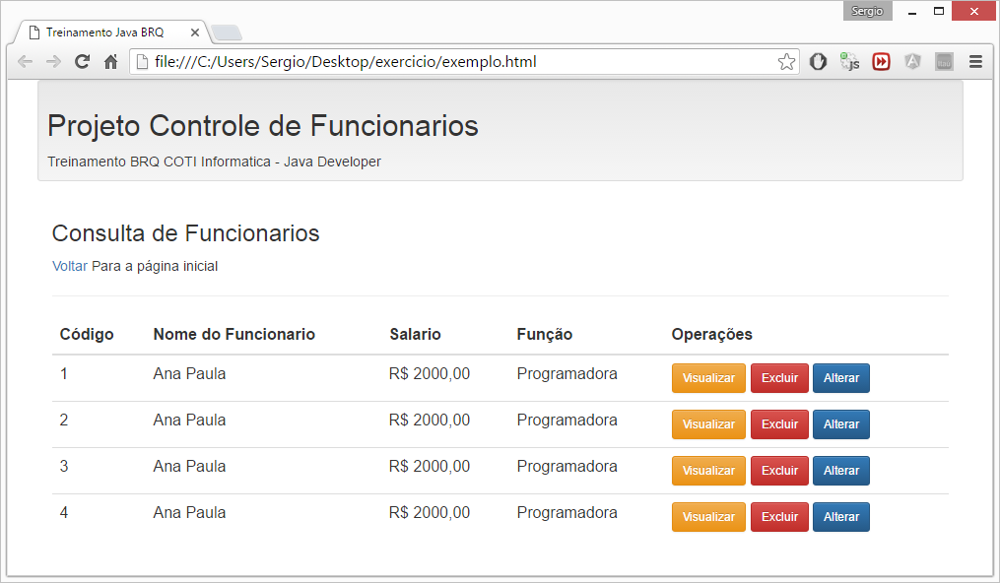 Sergio
Treinamento Java BRQ
file:///C:/Users/Sergio/Desktop/exercicio/exemplo.html
js
Projeto Controle de Funcionarios
Treinamento BRQ COTI Informatica - Java Developer
Consulta de Funcionarios
Voltar Para a página inicial
Código Nome do Funcionario Salario Função Operações
1 Ana Paula R$ 2000,00 Programadora Visualizar Excluir Alterar
2 Ana Paula R$ 2000,00 Programadora Visualizar Excluir Alterar
3 Ana Paula R$ 2000,00 Programadora Visualizar Excluir Alterar
4 Ana Paula R$ 2000,00 Programadora Visualizar Excluir Alterar